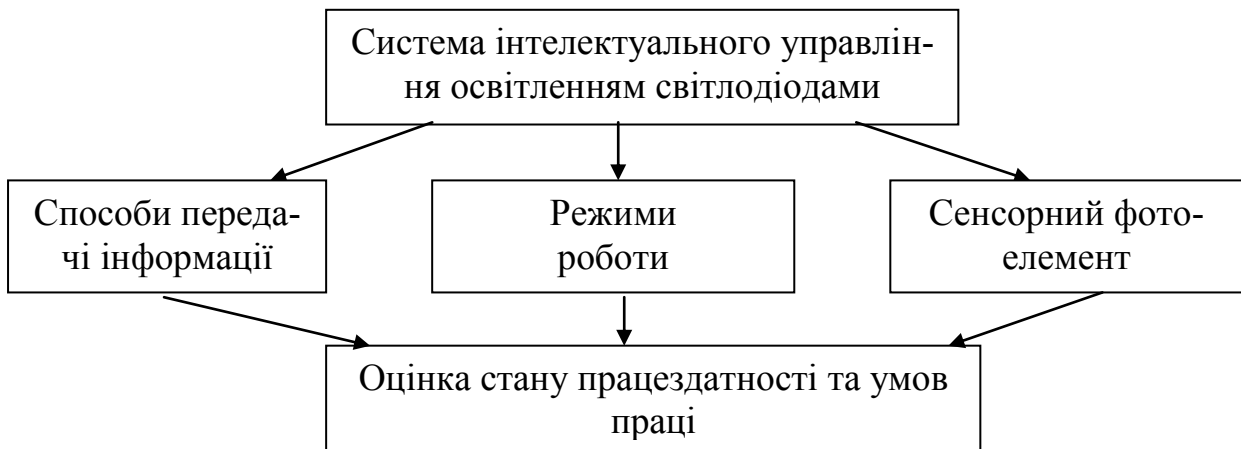 Система інтелектуального управлін-
ня освітленням світлодіодами
Способи переда-
чі інформації
Режими
роботи
Сенсорний фото-
елемент
Оцінка стану працездатності та умов
праці